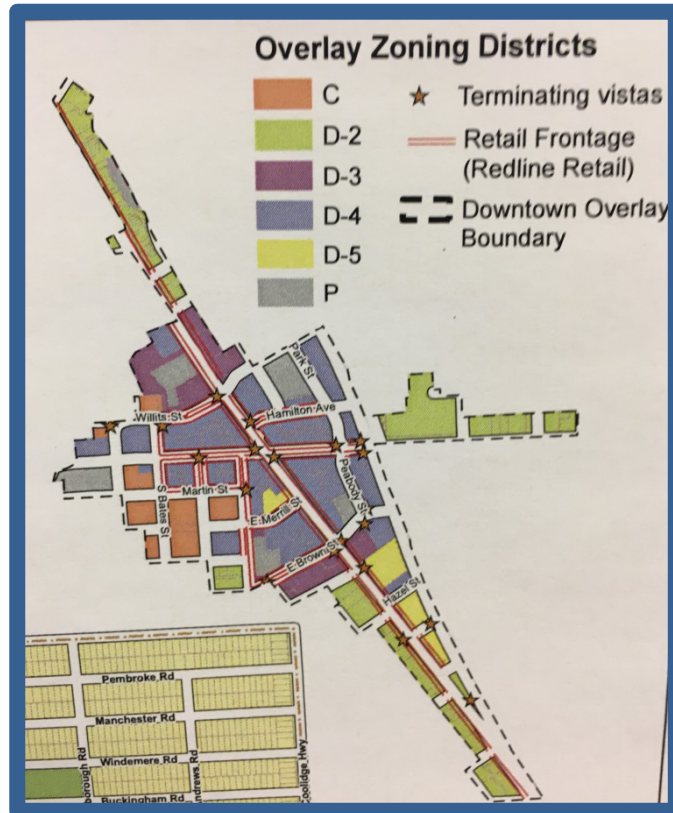 Overlay Zoning Districts
C
D-2
D-3
D-4
D-5
P
Terminating vistas
Retail Frontage
(Redline Retail)
Downtown Overlay
Boundary
Park St
Willits St
Hamilton Ave
Peabody St
Martin St
S Bates St
E Merrill St
E Brown St
Hazel St
Pembroke Rd
Manchester Rd
Windemere Rd
Buckingham Rd
Coolidge Hwy